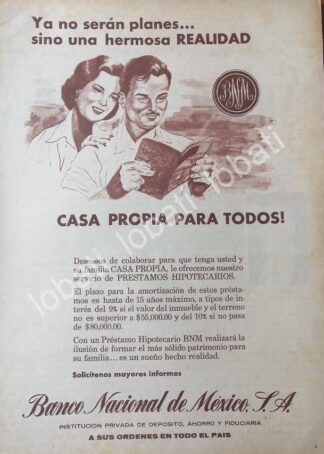 Ya no serán planes...
sino una hermosa REALIDAD
BNM
CASA PROPIA PARA TODOS!
Deseosos de colaborar para que tenga usted y
su familia CASA PROPIA, le ofrecemos nuestro
servicio de PRESTAMOS HIPOTECARIOS.
El plazo para la amortización de estos présta-
mos es hasta de 15 años máximo, a tipos de in-
terés del 9% si el valor del inmueble y el terreno
no es superior a $55,000.00 y del 10% si no pasa
de $80,000.00.
Con un Préstamo Hipotecario BNM realizará la
ilusión de formar el más sólido patrimonio para
su familia... es un sueño hecho realidad.
Solicítenos mayores informes
Banco Nacional de México, S.A.
INSTITUCION PRIVADA DE DEPOSITO, AHORRO Y FIDUCIARIA
A SUS ORDENES EN TODO EL PAIS
lobati lobati lobati
lobati lobati lobati